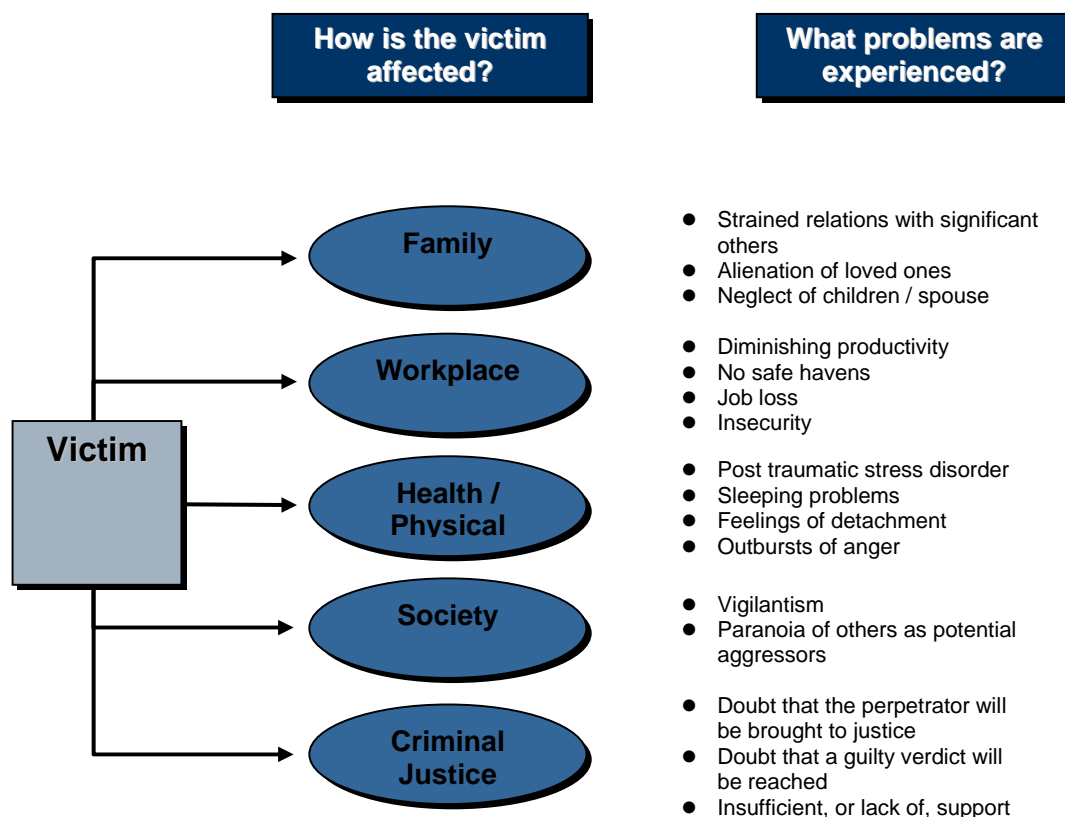 How is the victim
affected?
What problems are
experienced?
Victim
Family
● Strained relations with significant
others
● Alienation of loved ones
● Neglect of children / spouse
Workplace
● Diminishing productivity
● No safe havens
● Job loss
● Insecurity
Health /
Physical
● Post traumatic stress disorder
● Sleeping problems
● Feelings of detachment
● Outbursts of anger
Society
● Vigilantism
● Paranoia of others as potential
aggressors
Criminal
Justice
● Doubt that the perpetrator will
be brought to justice
● Doubt that a guilty verdict will
be reached
● Insufficient, or lack of, support